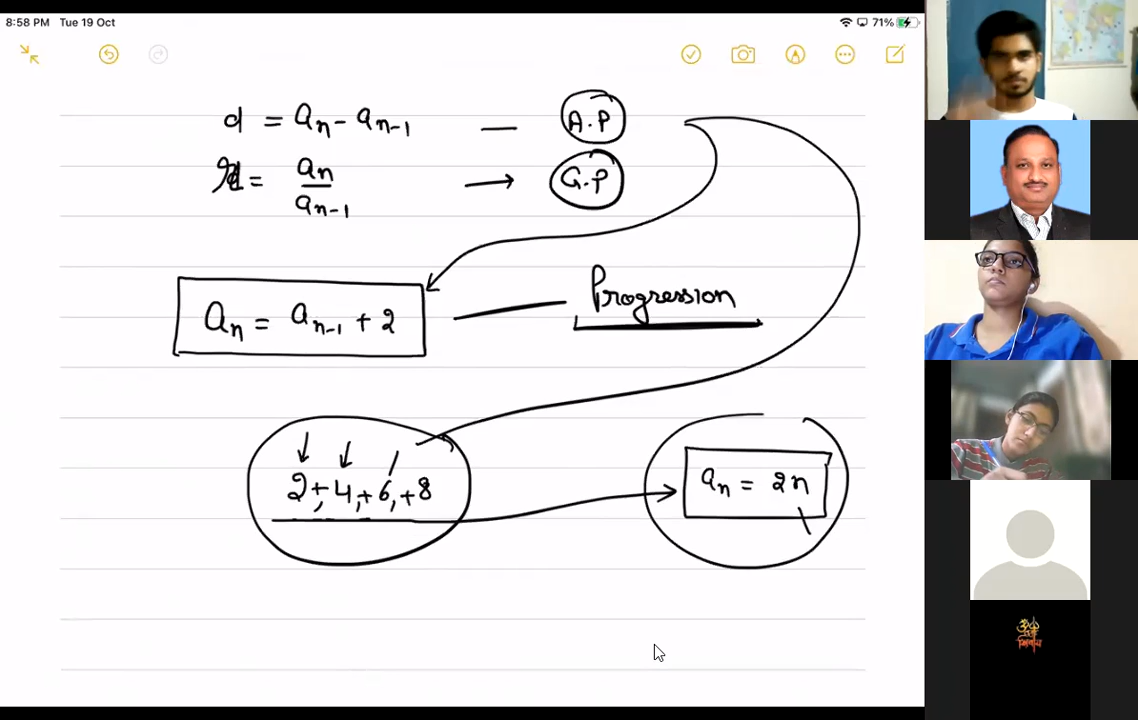 8:58 PM Tue 19 Oct 71%
d = aₙ - aₙ₋₁ — A.P
r = aₙ / aₙ₋₁ → G.P
aₙ = aₙ₋₁ + 2 — Progression
2+, 4,+6,+8
aₙ = 2n